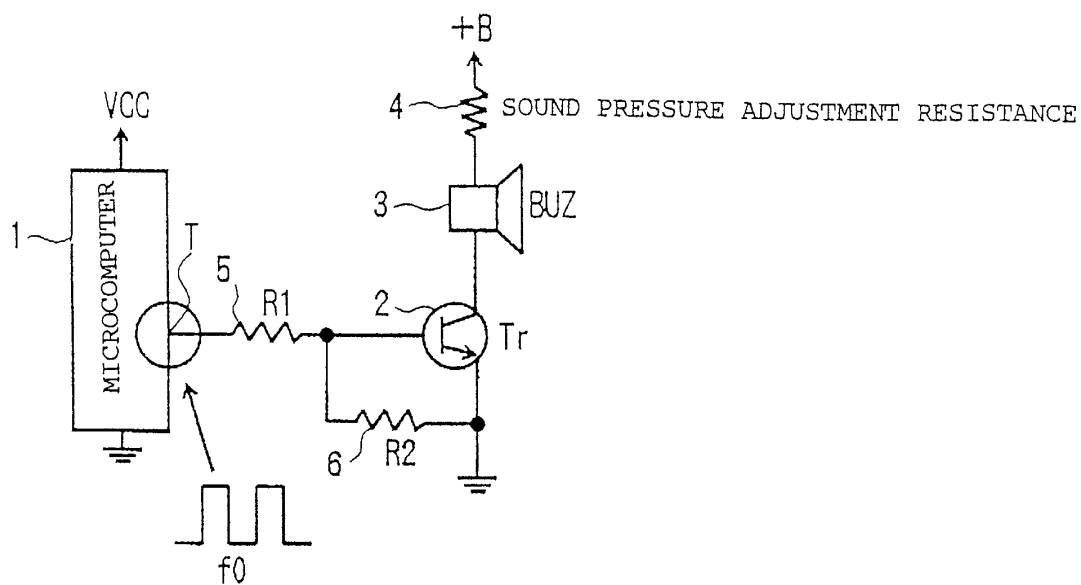 +B
4
SOUND PRESSURE ADJUSTMENT RESISTANCE
VCC
3
BUZ
1
MICROCOMPUTER
T
5
R1
2
Tr
6
R2
f0